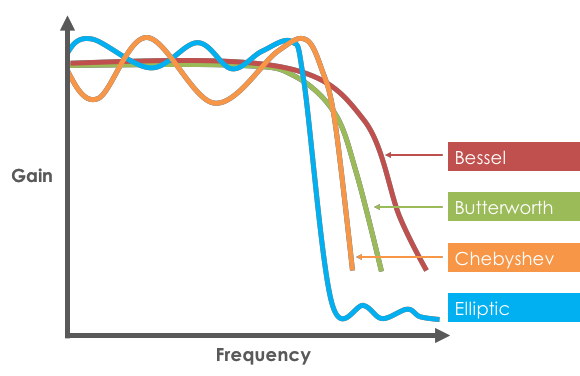 Gain
Bessel
Butterworth
Chebyshev
Elliptic
Frequency